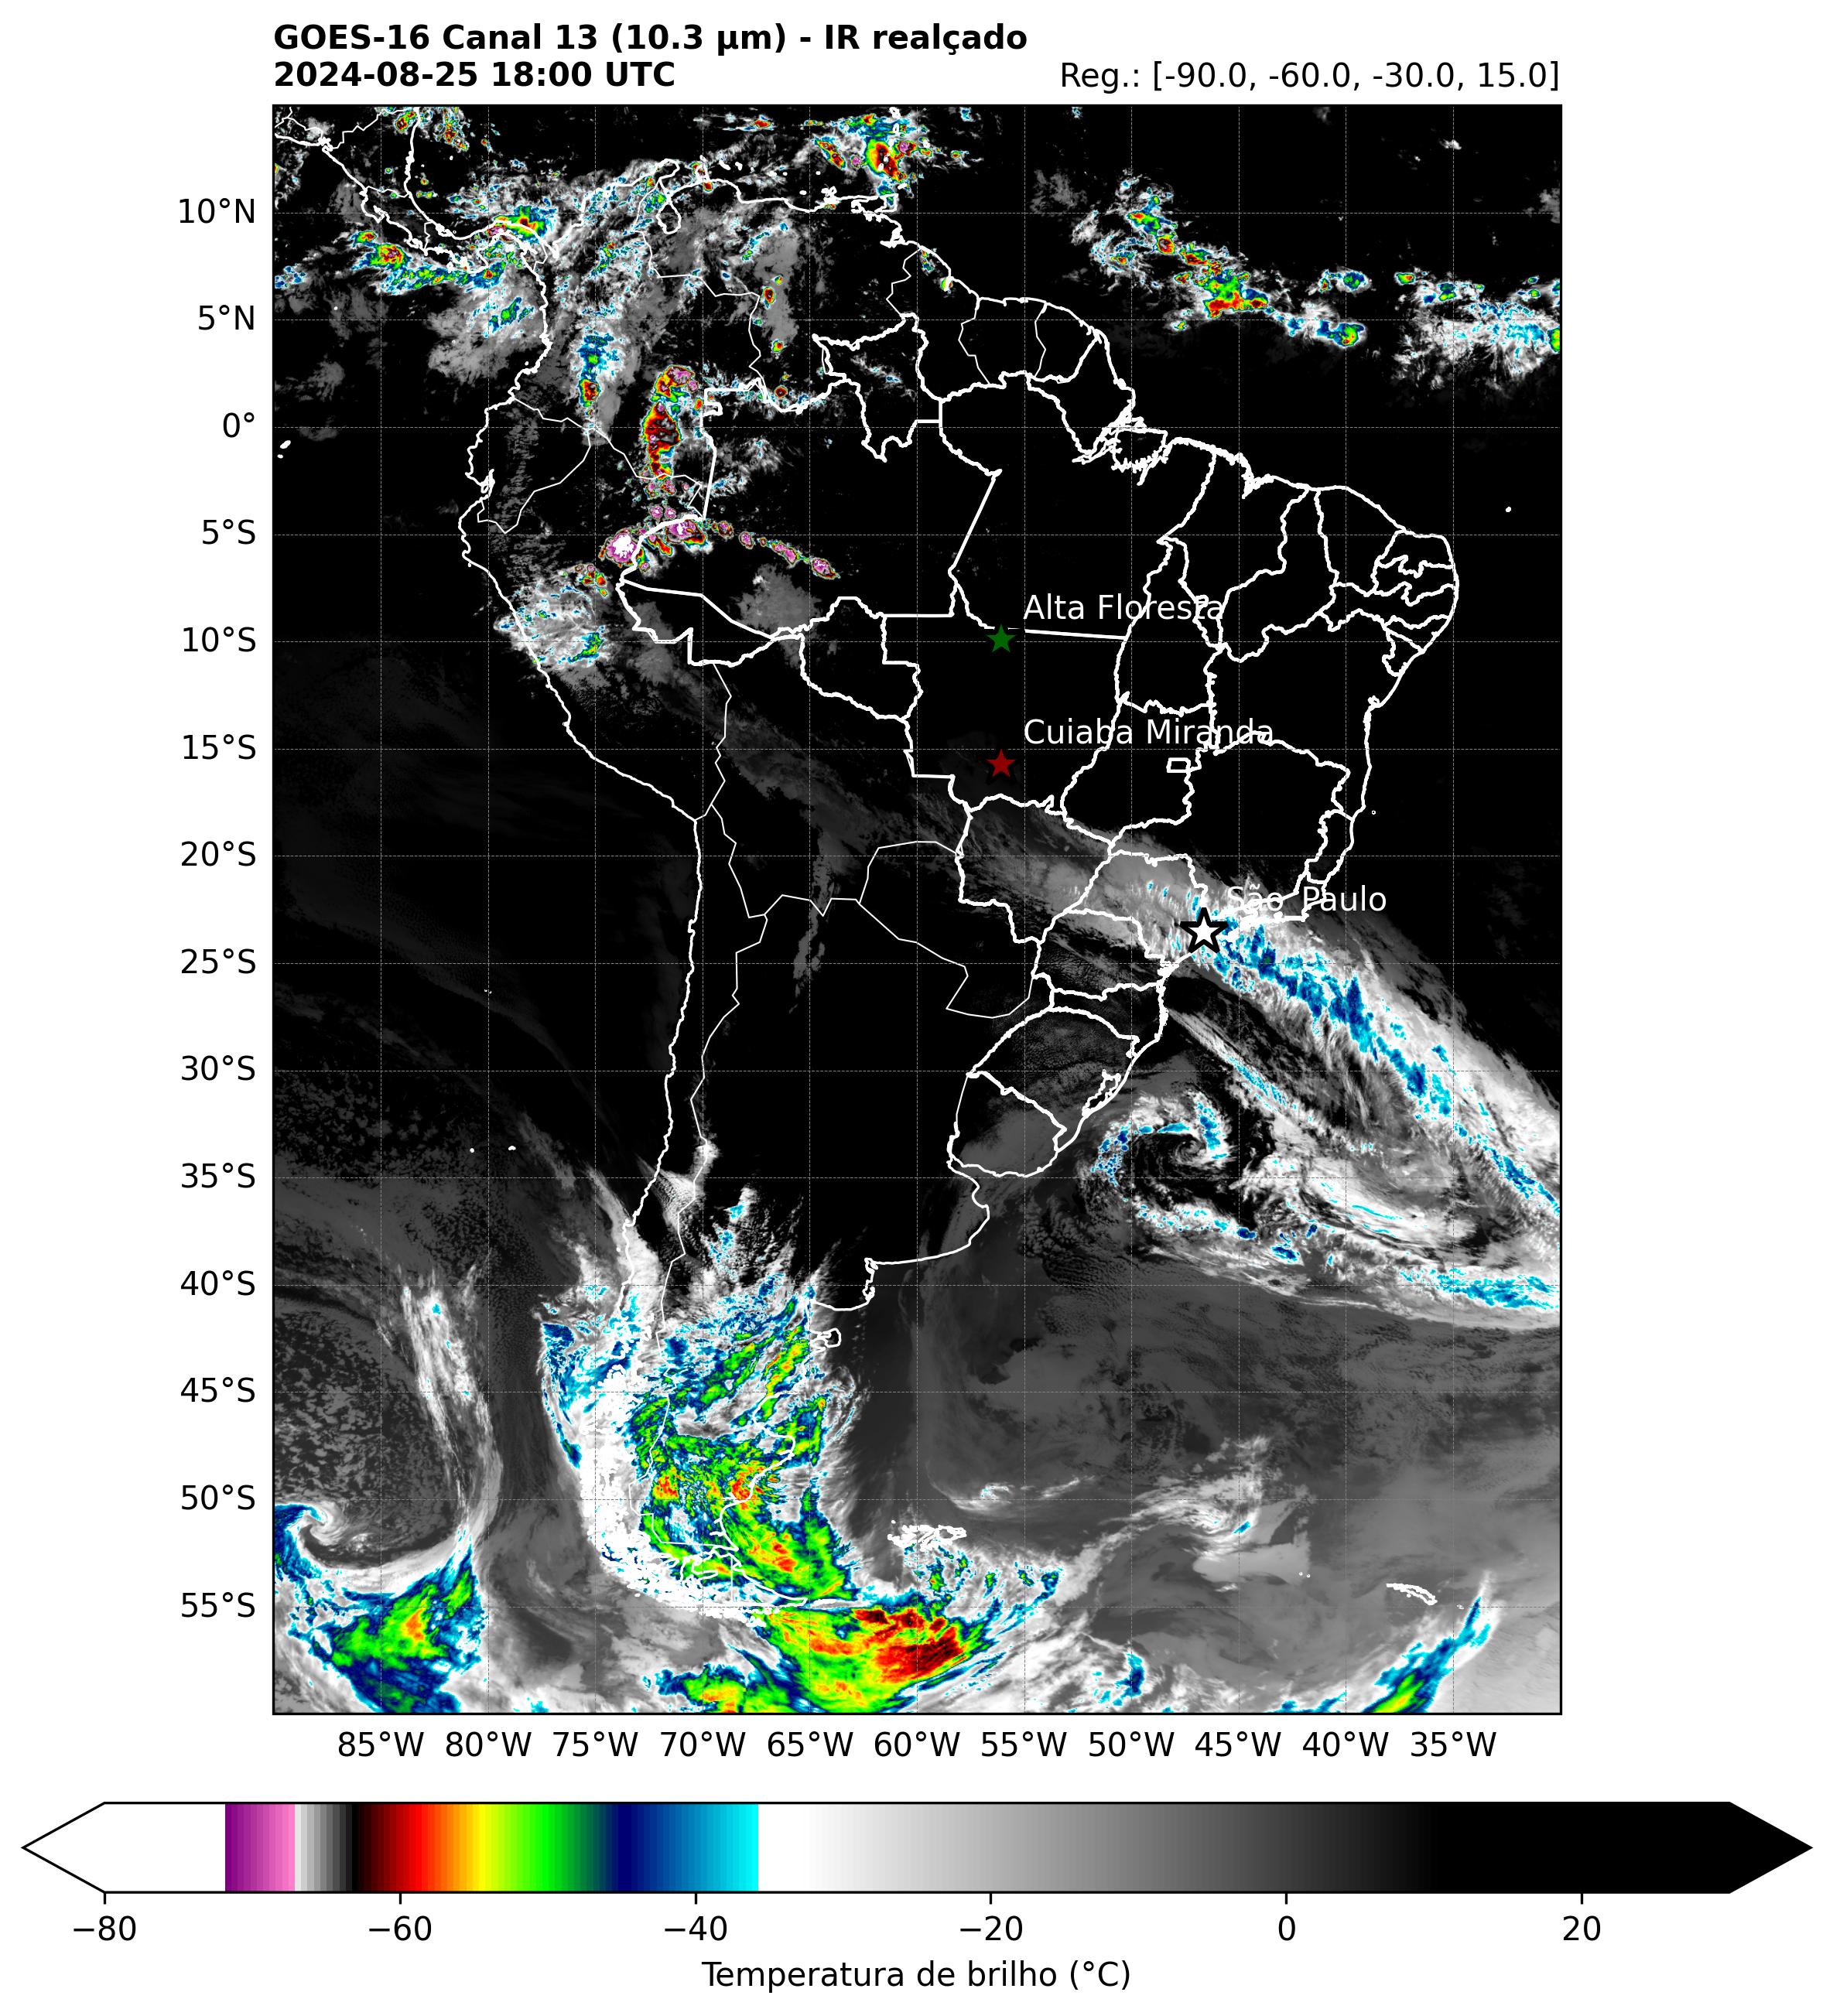 GOES-16 Canal 13 (10.3 µm) - IR realçado
2024-08-25 18:00 UTC
Reg.: [-90.0, -60.0, -30.0, 15.0]
10°N
5°N
0°
5°S
10°S
15°S
20°S
25°S
30°S
35°S
40°S
45°S
50°S
55°S
Alta Floresta
Cuiaba Miranda
São Paulo
85°W 80°W 75°W 70°W 65°W 60°W 55°W 50°W 45°W 40°W 35°W
−80 −60 −40 −20 0 20
Temperatura de brilho (°C)